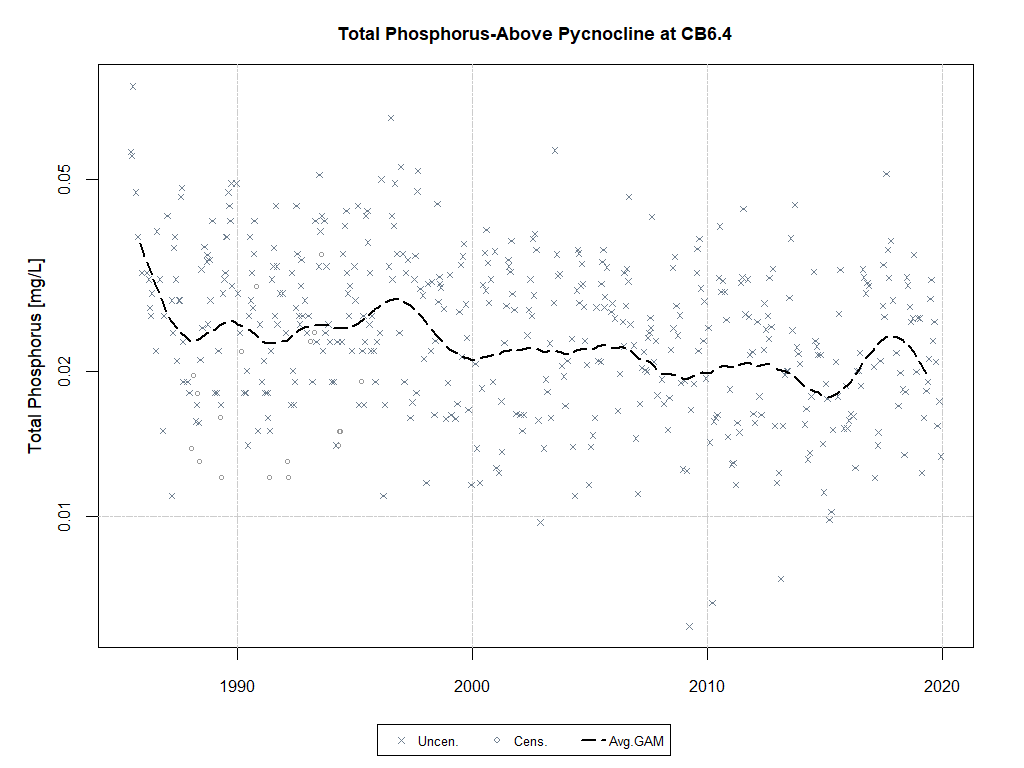 Total Phosphorus-Above Pycnocline at CB6.4
Total Phosphorus [mg/L]
0.05
0.02
0.01
1990 2000 2010 2020
Uncen. Cens. Avg.GAM